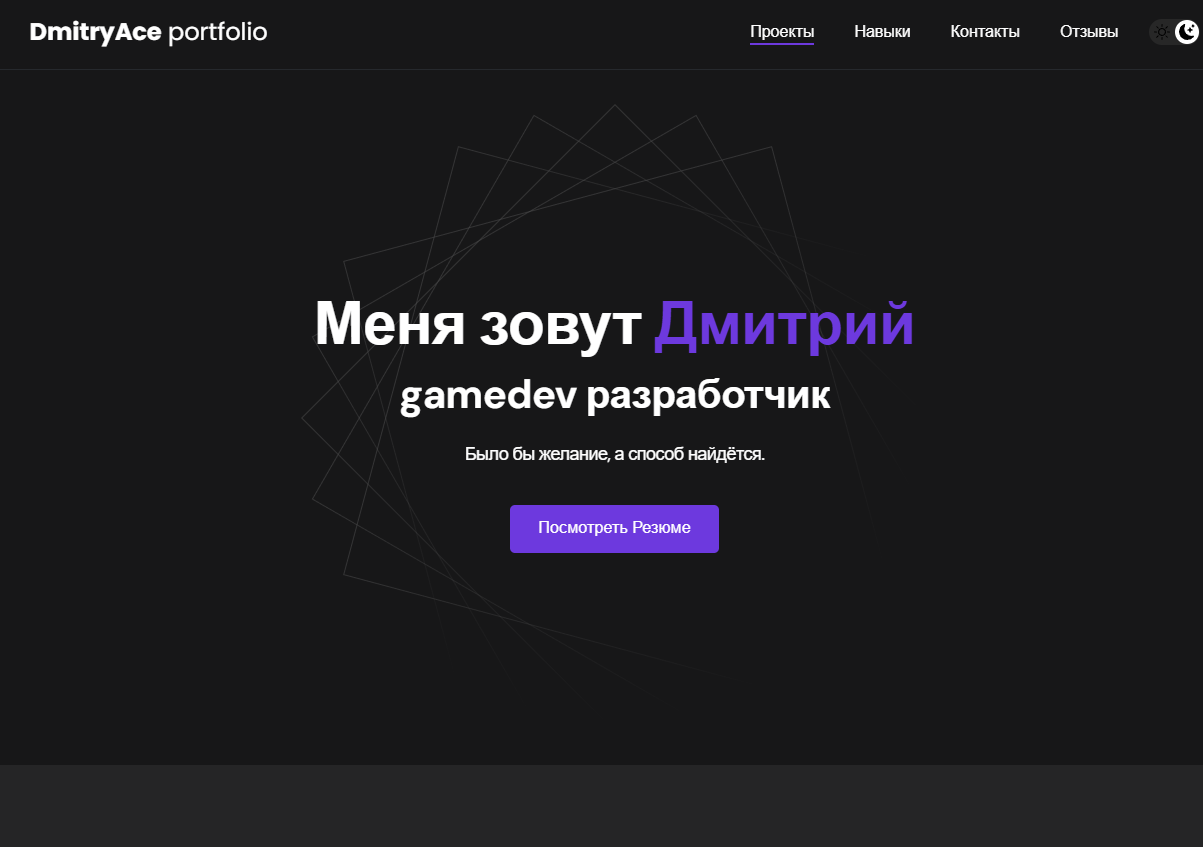 DmitryAce portfolio
Проекты Навыки Контакты Отзывы
Меня зовут Дмитрий
gamedev разработчик
Было бы желание, а способ найдётся.
Посмотреть Резюме